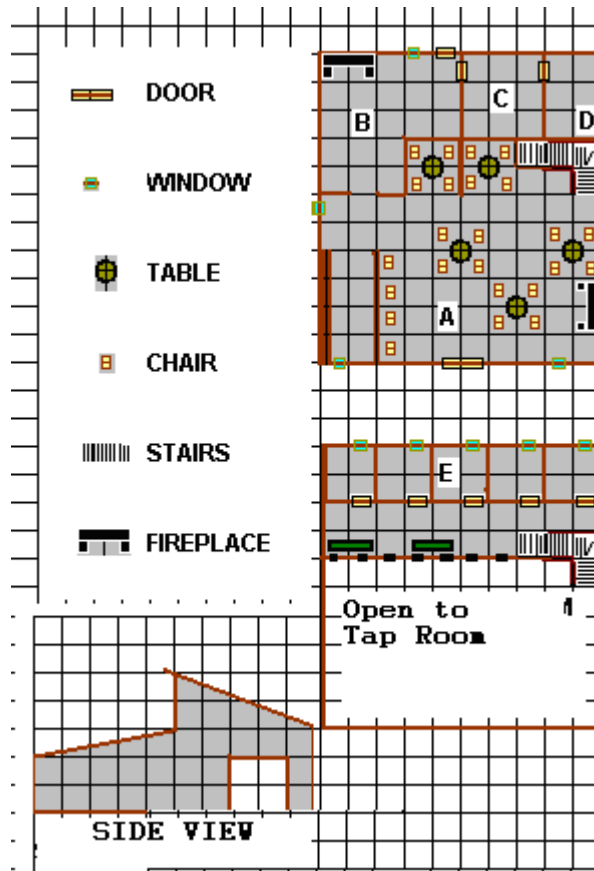 DOOR
WINDOW
TABLE
CHAIR
STAIRS
FIREPLACE
B
C
D
A
E
Open to
Tap Room
SIDE VIEW